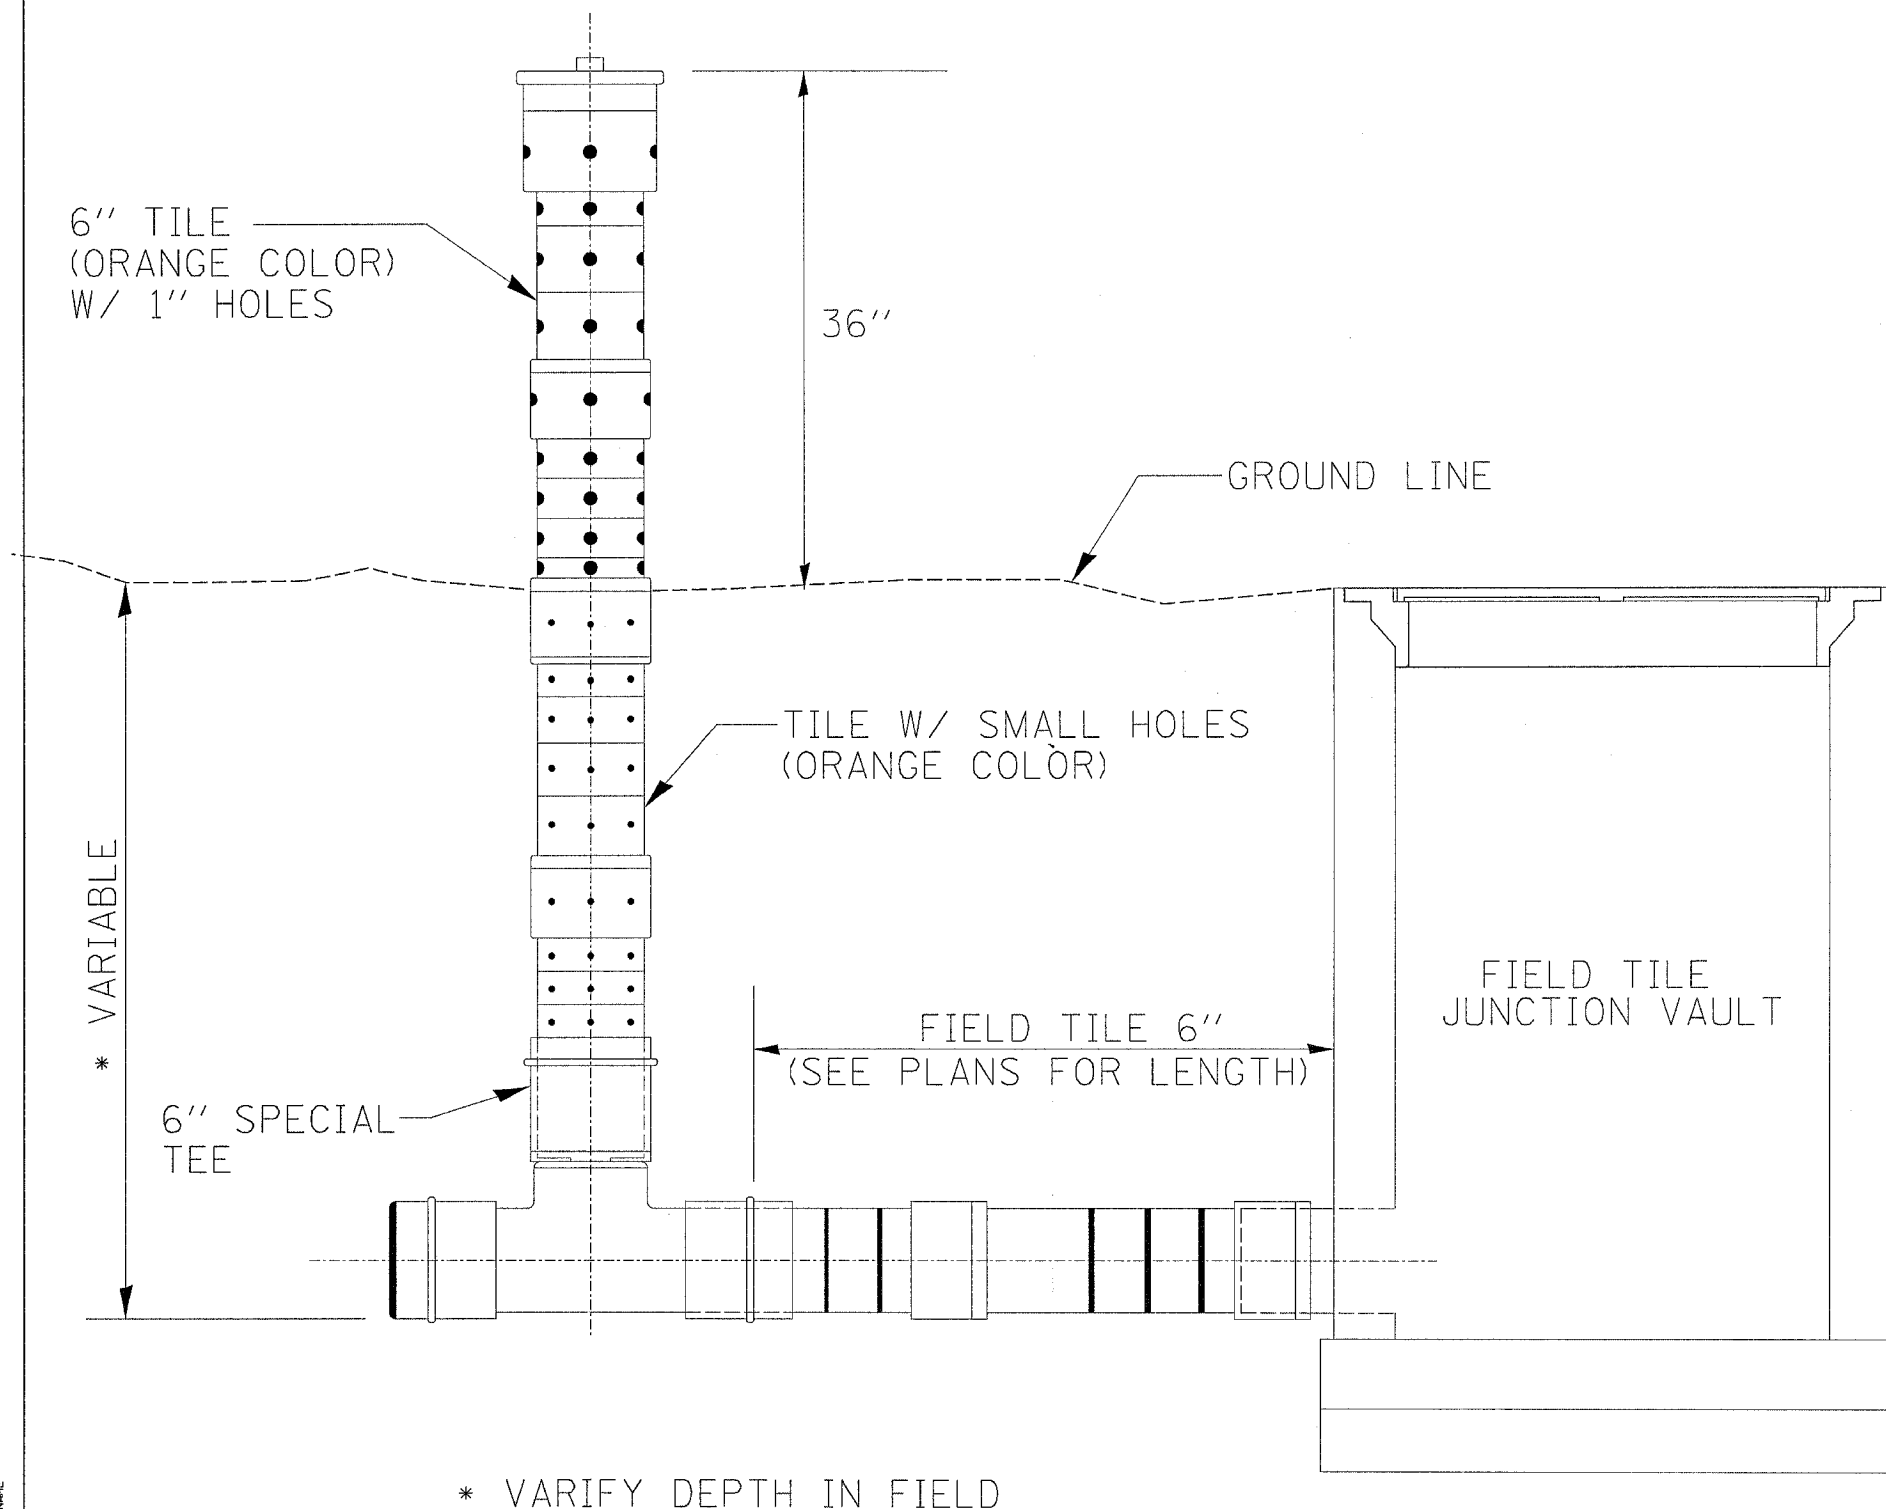 6" TILE
(ORANGE COLOR)
W/ 1" HOLES
36"
GROUND LINE
TILE W/ SMALL HOLES
(ORANGE COLOR)
* VARIABLE
FIELD TILE
JUNCTION VAULT
FIELD TILE 6"
(SEE PLANS FOR LENGTH)
6" SPECIAL
TEE
* VARIFY DEPTH IN FIELD